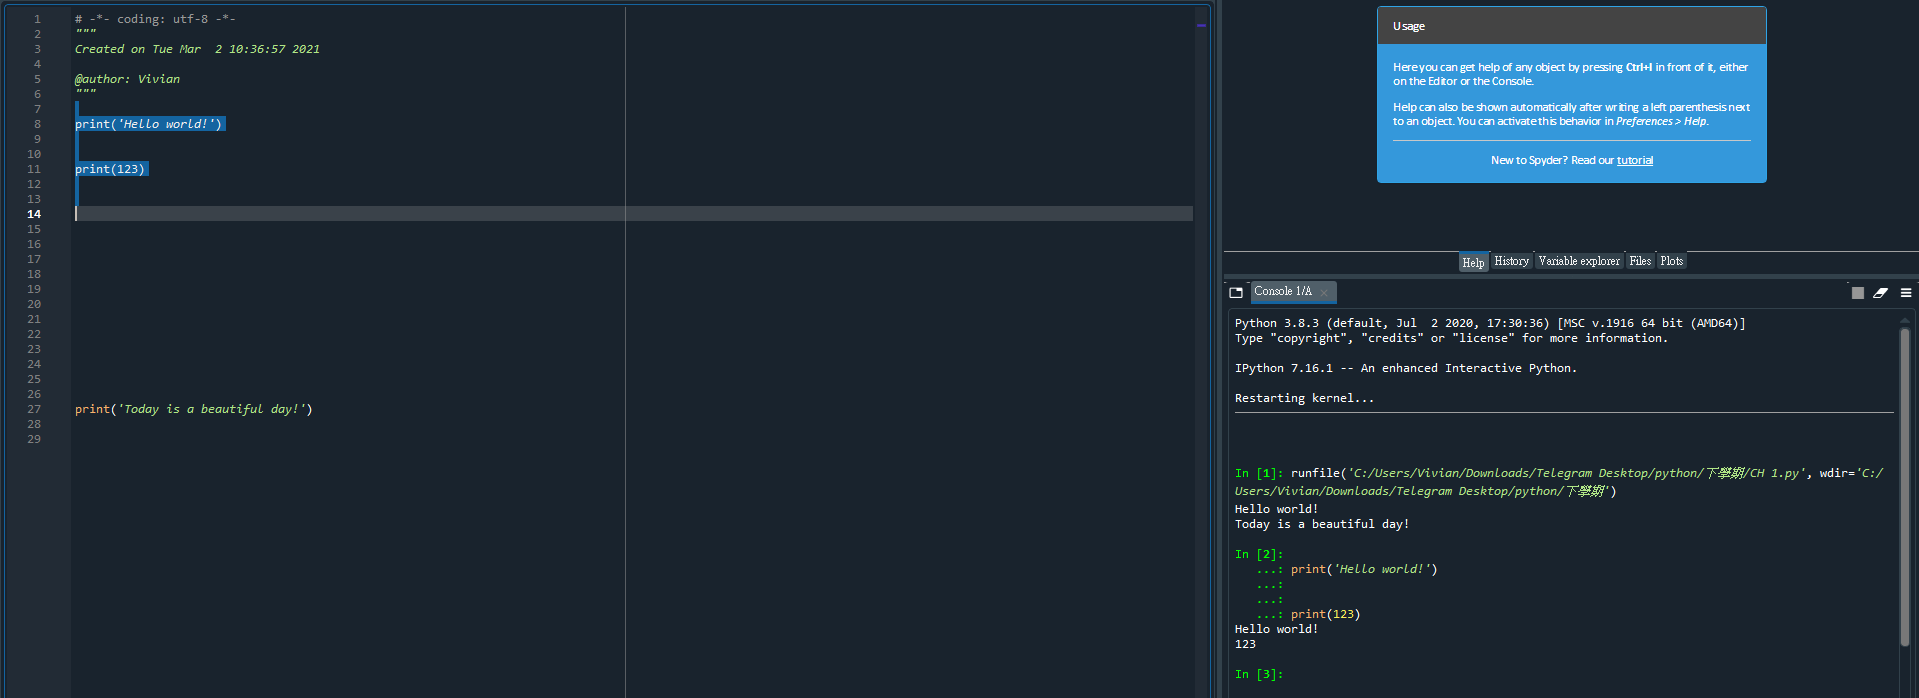 1 # -*- coding: utf-8 -*-
2 """
3 Created on Tue Mar  2 10:36:57 2021
4
5 @author: Vivian
6 """
7
8 print('Hello world!')
9
10
11 print(123)
12
13
14
15
16
17
18
19
20
21
22
23
24
25
26
27 print('Today is a beautiful day!')
28
29
Usage
Here you can get help of any object by pressing Ctrl+I in front of it, either
on the Editor or the Console.
Help can also be shown automatically after writing a left parenthesis next
to an object. You can activate this behavior in Preferences > Help.
New to Spyder? Read our tutorial
Help History Variable explorer Files Plots
Console 1/A
Python 3.8.3 (default, Jul  2 2020, 17:30:36) [MSC v.1916 64 bit (AMD64)]
Type "copyright", "credits" or "license" for more information.
IPython 7.16.1 -- An enhanced Interactive Python.
Restarting kernel...
In [1]: runfile('C:/Users/Vivian/Downloads/Telegram Desktop/python/下學期/CH 1.py', wdir='C:/
Users/Vivian/Downloads/Telegram Desktop/python/下學期')
Hello world!
Today is a beautiful day!
In [2]:
...: print('Hello world!')
...:
...:
...: print(123)
Hello world!
123
In [3]: